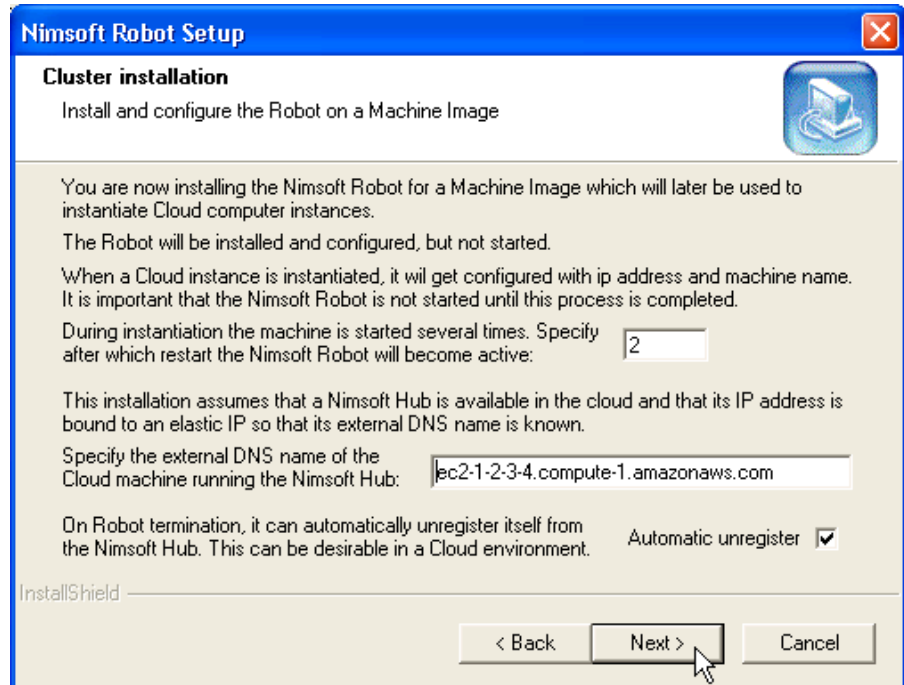 Nimsoft Robot Setup
Cluster installation
Install and configure the Robot on a Machine Image
You are now installing the Nimsoft Robot for a Machine Image which will later be used to
instantiate Cloud computer instances.
The Robot will be installed and configured, but not started.
When a Cloud instance is instantiated, it wil get configured with ip address and machine name.
It is important that the Nimsoft Robot is not started until this process is completed.
During instantiation the machine is started several times. Specify
after which restart the Nimsoft Robot will become active:
2
This installation assumes that a Nimsoft Hub is available in the cloud and that its IP address is
bound to an elastic IP so that its external DNS name is known.
Specify the external DNS name of the
Cloud machine running the Nimsoft Hub:
ec2-1-2-3-4.compute-1.amazonaws.com
On Robot termination, it can automatically unregister itself from
the Nimsoft Hub. This can be desirable in a Cloud environment.
Automatic unregister
InstallShield
< Back Next > Cancel